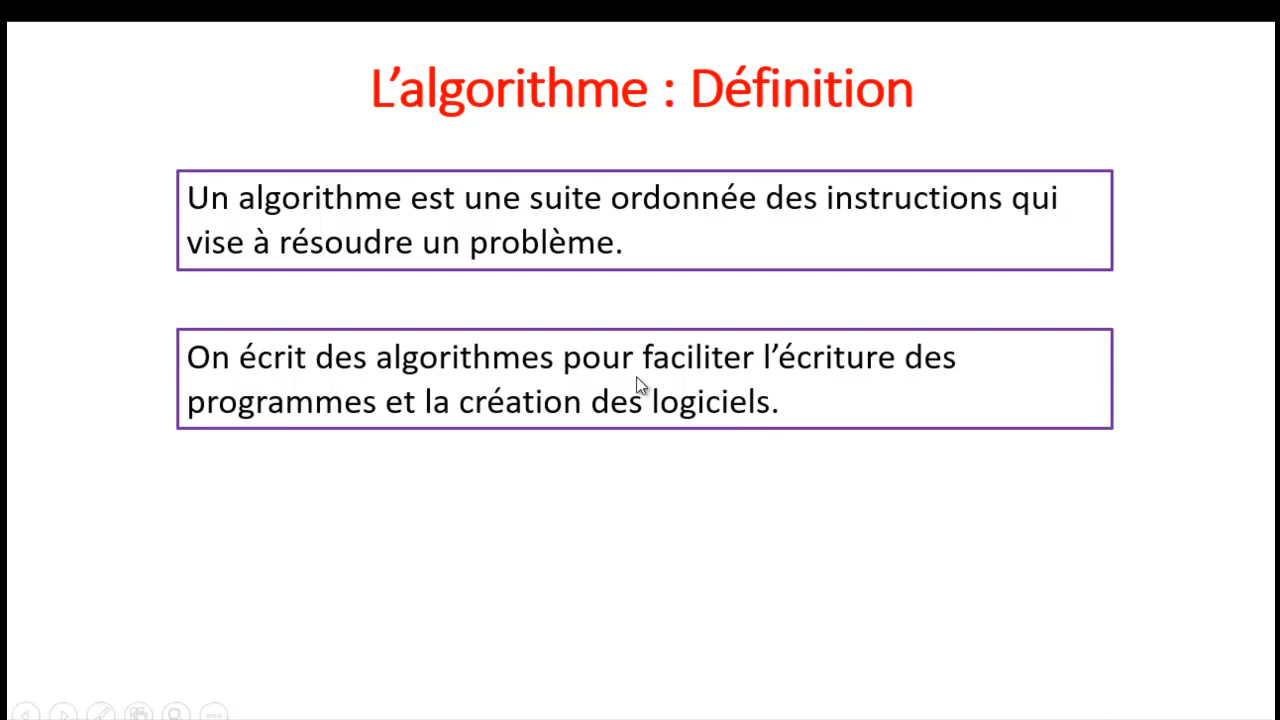 L’algorithme : Définition
Un algorithme est une suite ordonnée des instructions qui
vise à résoudre un problème.
On écrit des algorithmes pour faciliter l’écriture des
programmes et la création des logiciels.